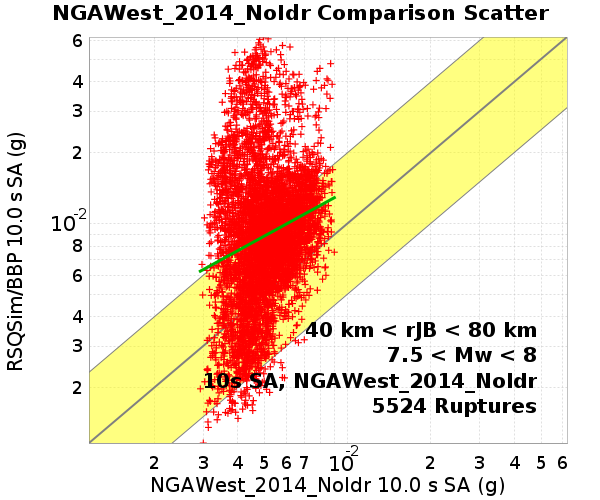 NGAWest_2014_NoIdr Comparison Scatter
RSQSim/BBP 10.0 s SA (g)
6
4
3
2
10-2
8
6
4
3
2
40 km < rJB < 80 km
7.5 < Mw < 8
10s SA, NGAWest_2014_NoIdr
5524 Ruptures
2 3 4 5 6 7 10-2 2 3 4 5 6
NGAWest_2014_NoIdr 10.0 s SA (g)